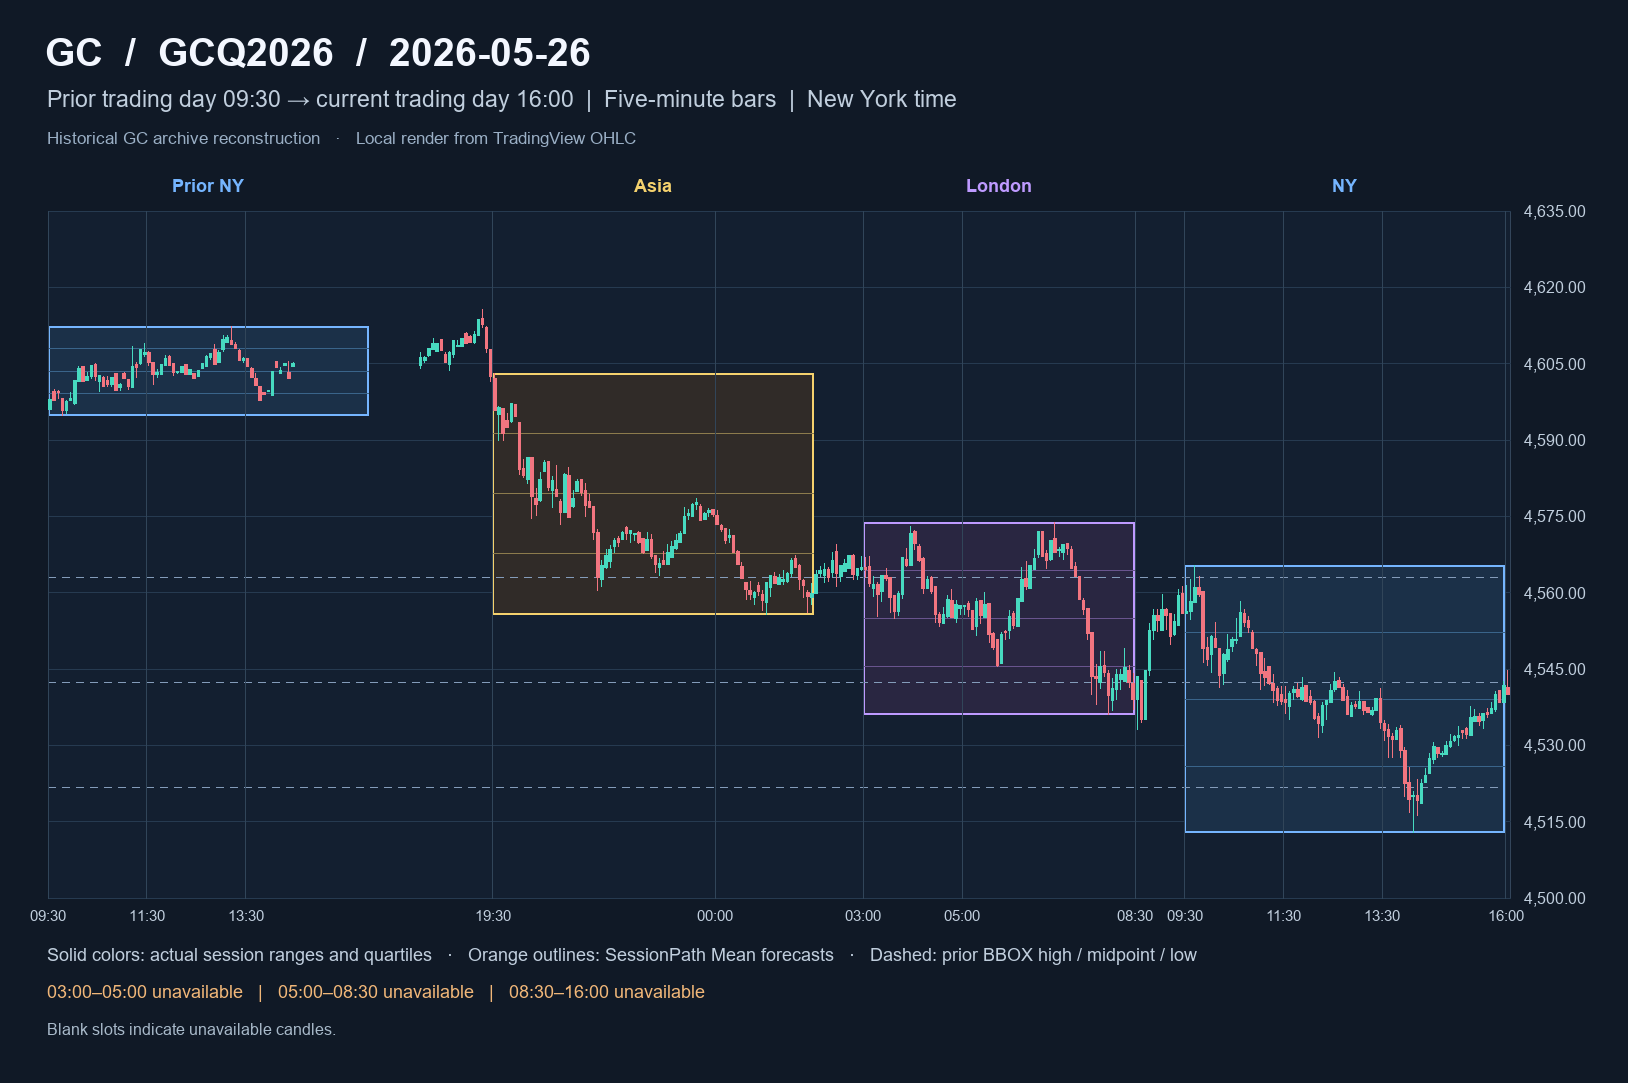 GC / GCQ2026 / 2026-05-26
Prior trading day 09:30 → current trading day 16:00 | Five-minute bars | New York time
Historical GC archive reconstruction · Local render from TradingView OHLC
Prior NY Asia London NY
4,635.00
4,620.00
4,605.00
4,590.00
4,575.00
4,560.00
4,545.00
4,530.00
4,515.00
4,500.00
09:30 11:30 13:30 19:30 00:00 03:00 05:00 08:30 09:30 11:30 13:30 16:00
Solid colors: actual session ranges and quartiles · Orange outlines: SessionPath Mean forecasts · Dashed: prior BBOX high / midpoint / low
03:00–05:00 unavailable | 05:00–08:30 unavailable | 08:30–16:00 unavailable
Blank slots indicate unavailable candles.